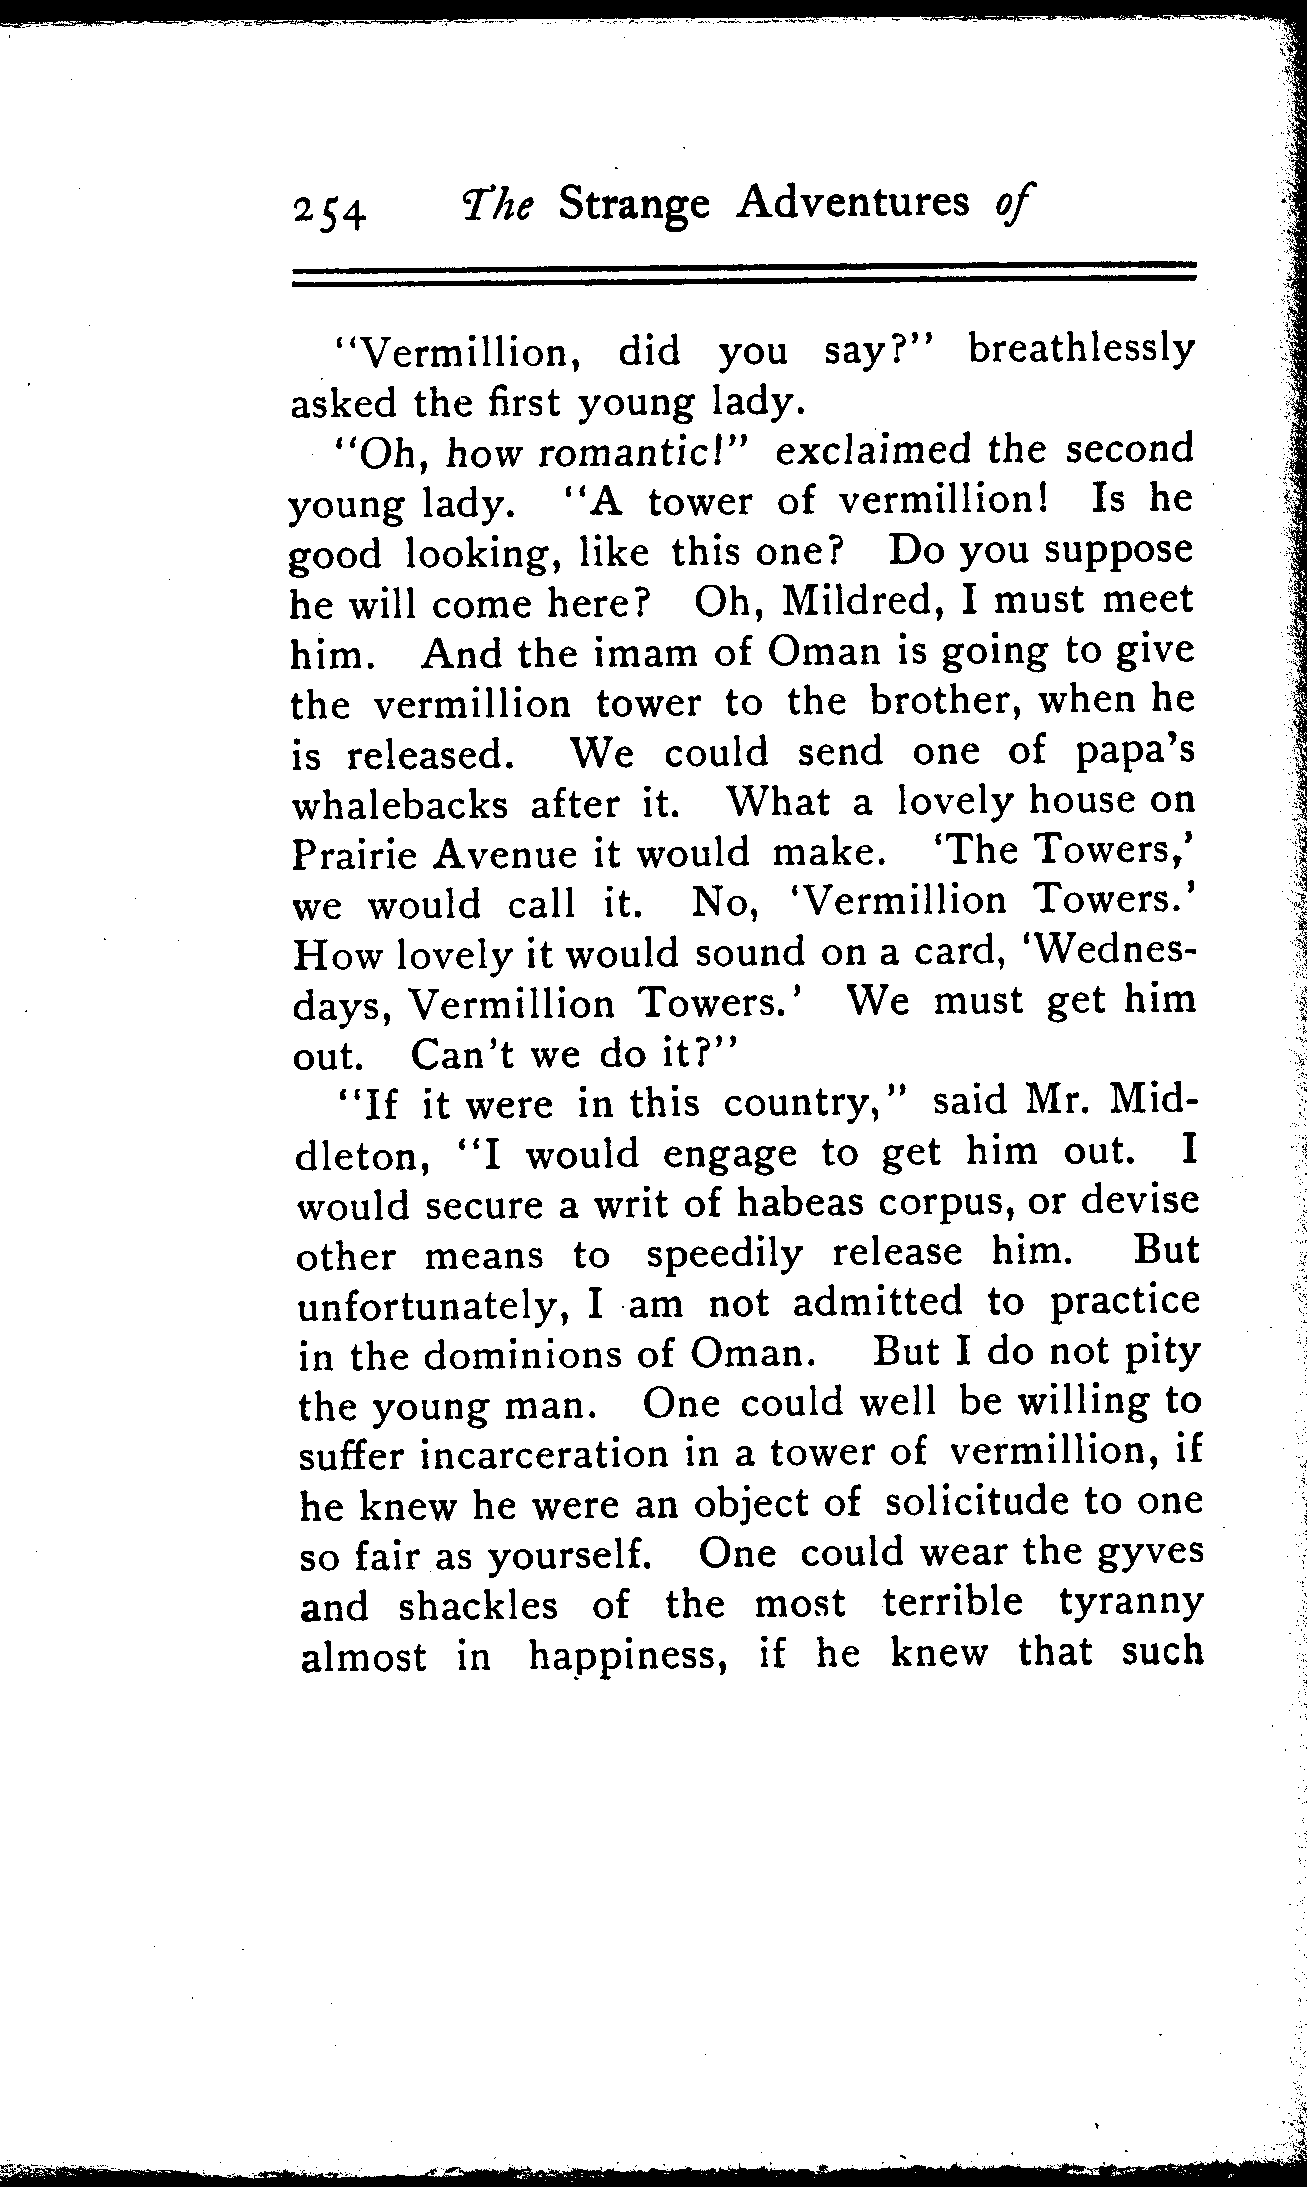 254 The Strange Adventures of
"Vermillion, did you say?" breathlessly
asked the first young lady.
"Oh, how romantic!" exclaimed the second
young lady. "A tower of vermillion! Is he
good looking, like this one? Do you suppose
he will come here? Oh, Mildred, I must meet
him. And the imam of Oman is going to give
the vermillion tower to the brother, when he
is released. We could send one of papa's
whalebacks after it. What a lovely house on
Prairie Avenue it would make. 'The Towers,'
we would call it. No, 'Vermillion Towers.'
How lovely it would sound on a card, 'Wednes-
days, Vermillion Towers.' We must get him
out. Can't we do it?"
"If it were in this country," said Mr. Mid-
dleton, "I would engage to get him out. I
would secure a writ of habeas corpus, or devise
other means to speedily release him. But
unfortunately, I am not admitted to practice
in the dominions of Oman. But I do not pity
the young man. One could well be willing to
suffer incarceration in a tower of vermillion, if
he knew he were an object of solicitude to one
so fair as yourself. One could wear the gyves
and shackles of the most terrible tyranny
almost in happiness, if he knew that such